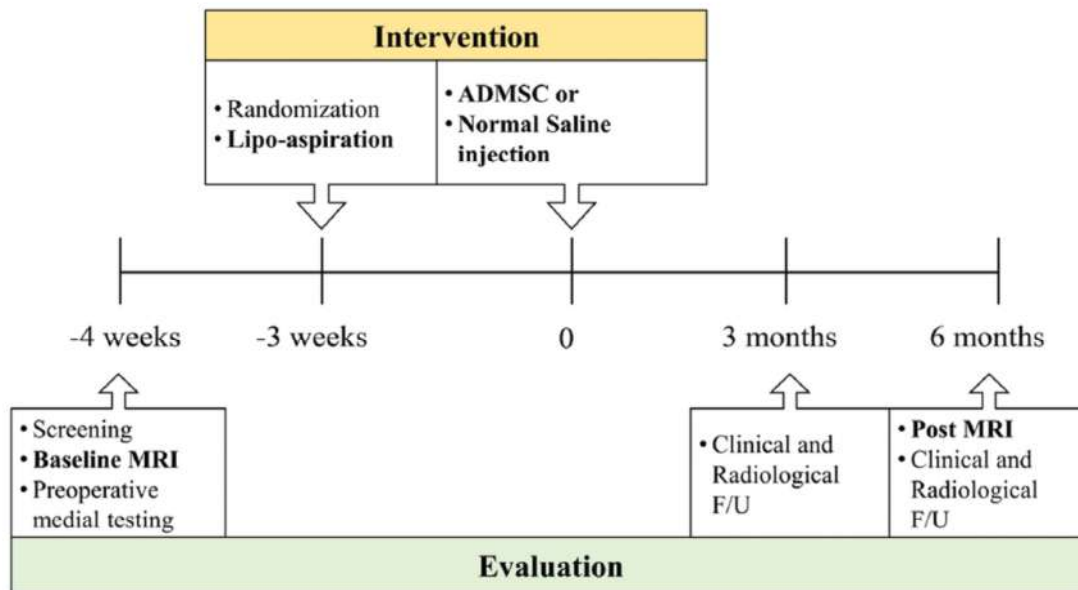 Intervention
• Randomization
• Lipo-aspiration
• ADMSC or
• Normal Saline
injection
-4 weeks
-3 weeks
0
3 months
6 months
• Screening
• Baseline MRI
• Preoperative
medial testing
• Clinical and
Radiological
F/U
• Post MRI
• Clinical and
Radiological
F/U
Evaluation